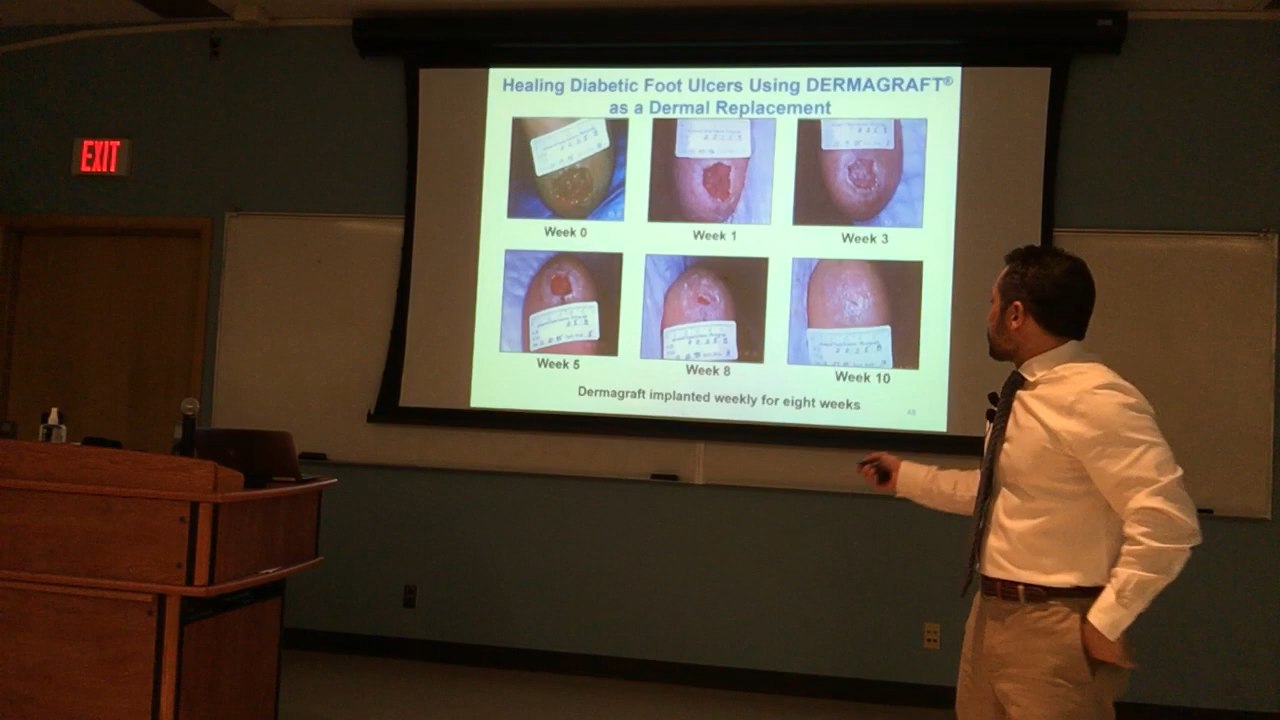 EXIT
Healing Diabetic Foot Ulcers Using DERMAGRAFT®
as a Dermal Replacement
Week 0
Week 1
Week 3
Week 5
Week 8
Week 10
Dermagraft implanted weekly for eight weeks
48